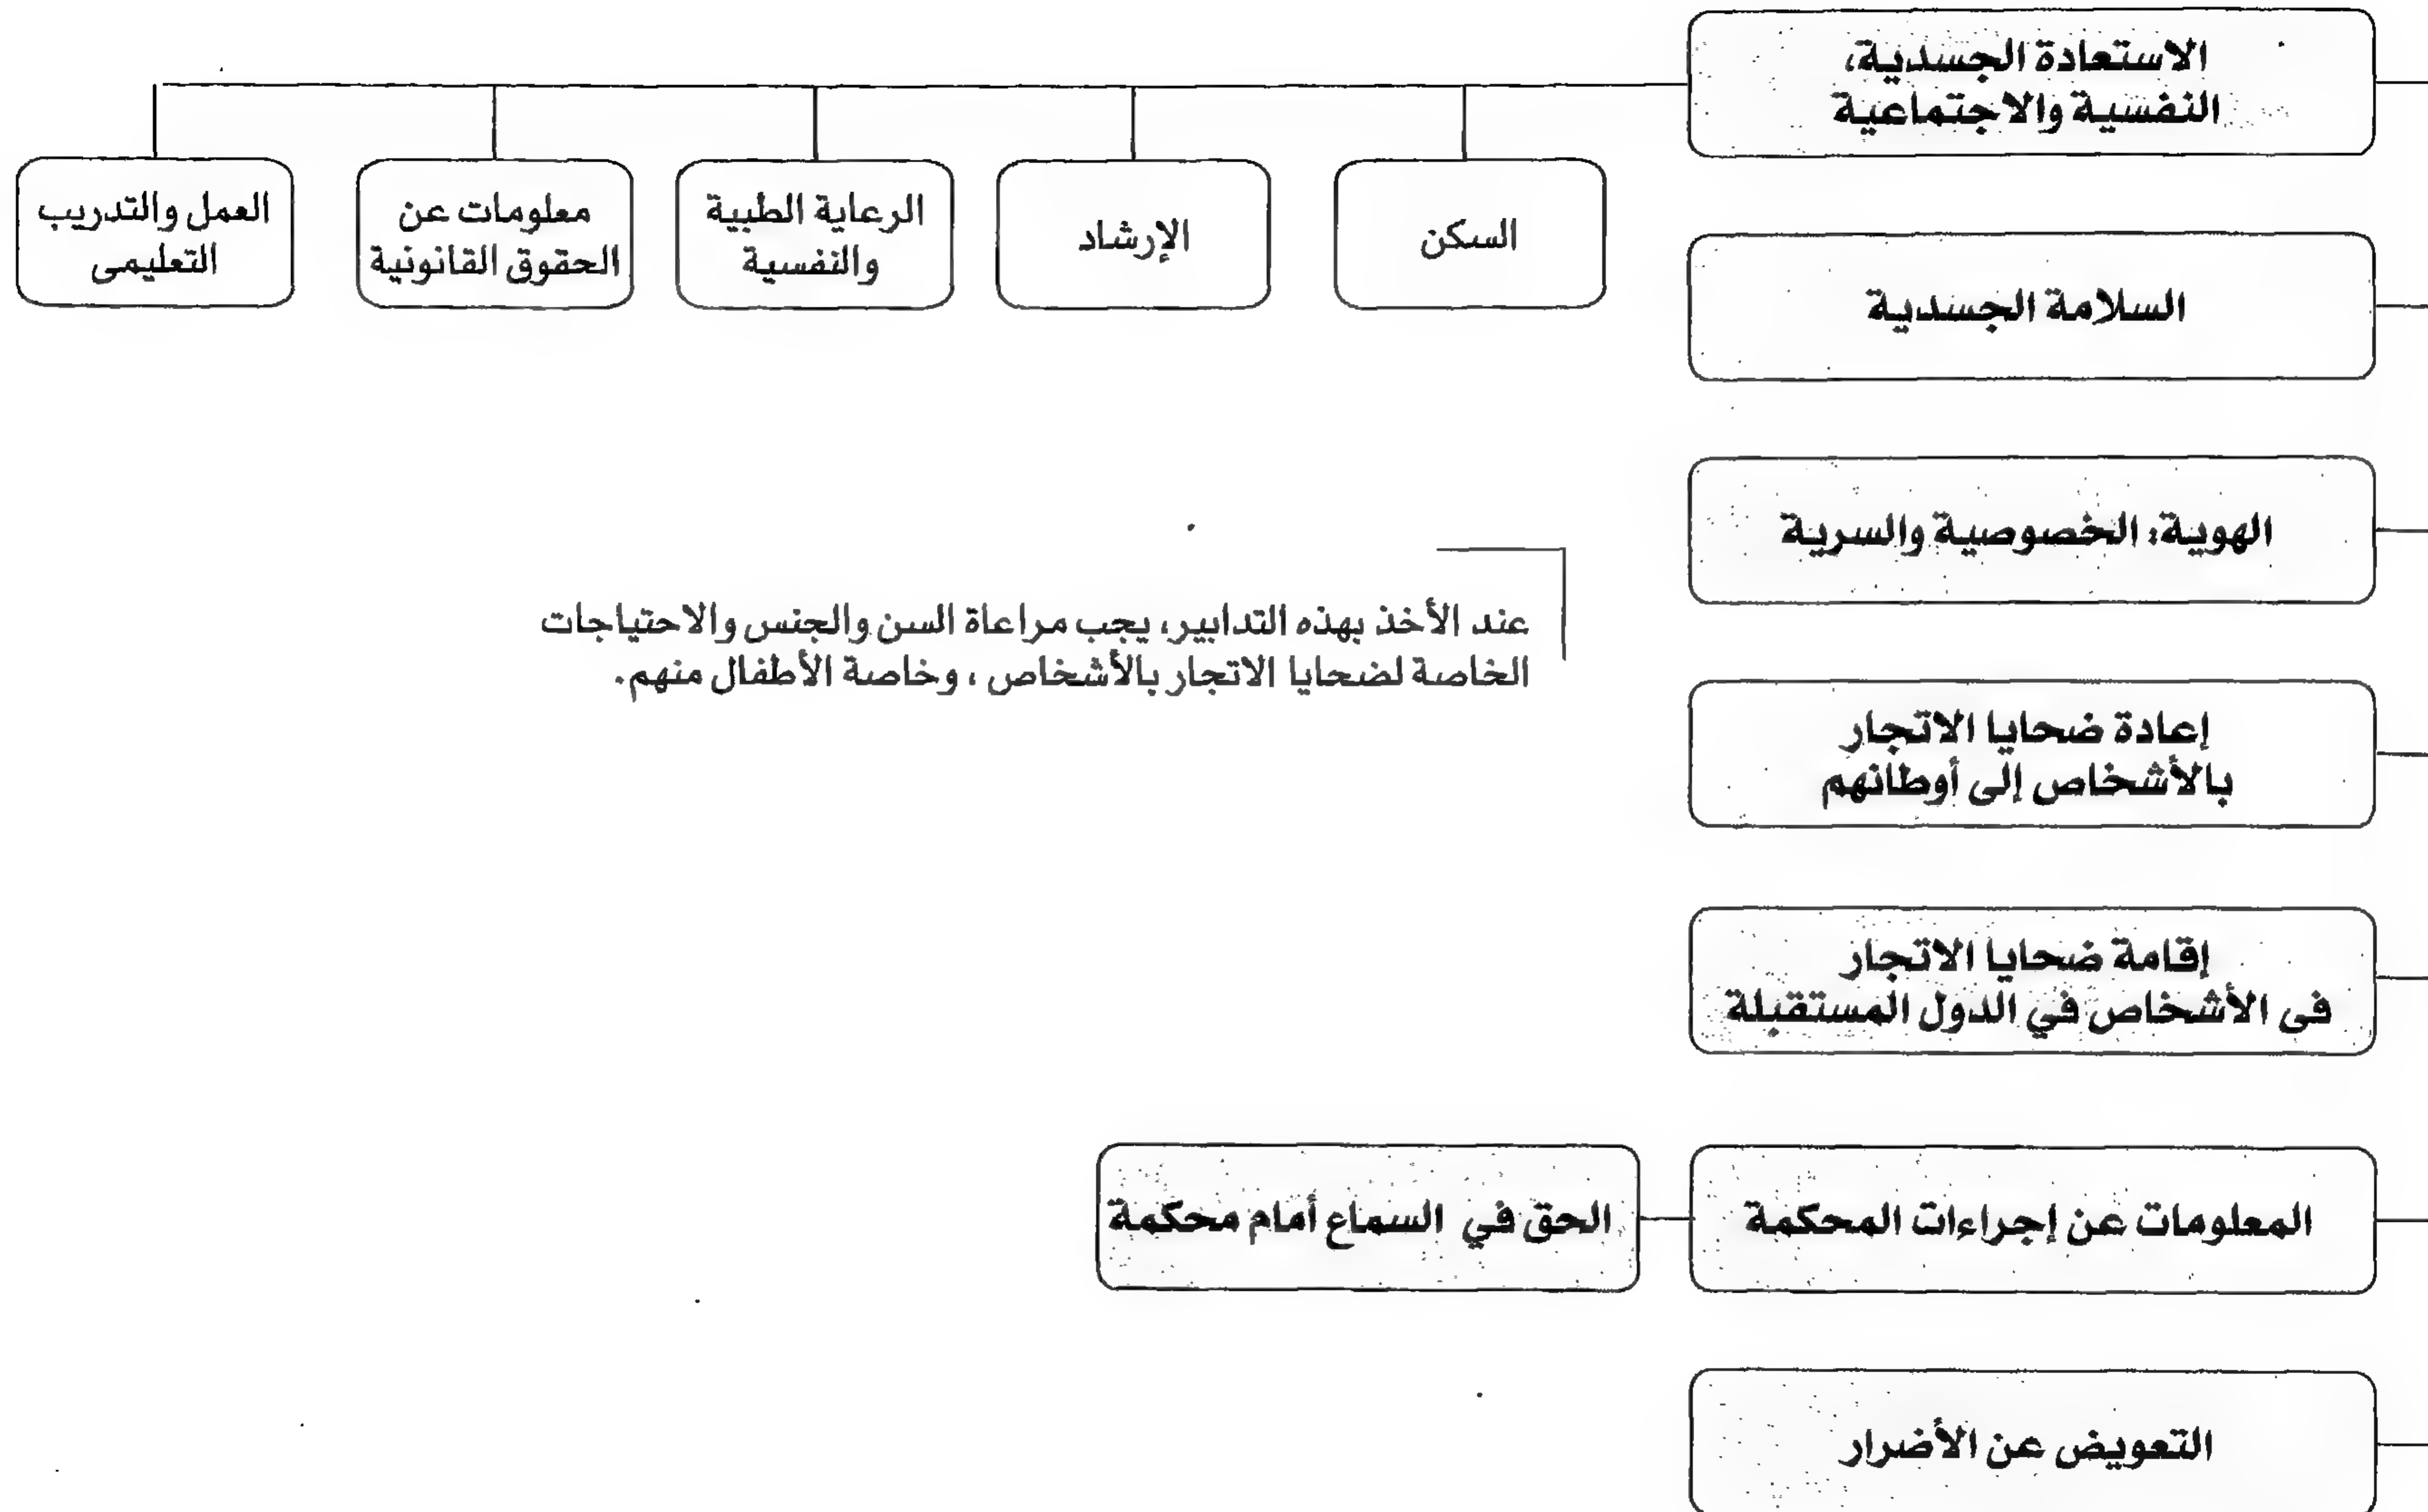 الاستعادة الجسدية،
النفسية والاجتماعية
السكن
الإرشاد
الرعاية الطبية
والنفسية
معلومات عن
الحقوق القانونية
العمل والتدريب
التعليمى
السلامة الجسدية
الهوية: الخصوصية والسرية
عند الأخذ بهذه التدابير، يجب مراعاة السن والجنس والاحتياجات
الخاصة لضحايا الاتجار بالأشخاص ، وخاصة الأطفال منهم.
إعادة ضحايا الاتجار
بالأشخاص إلى أوطانهم
إقامة ضحايا الاتجار
فى الأشخاص في الدول المستقبلة
المعلومات عن إجراءات المحكمة
الحق في السماع أمام محكمة
التعويض عن الأضرار